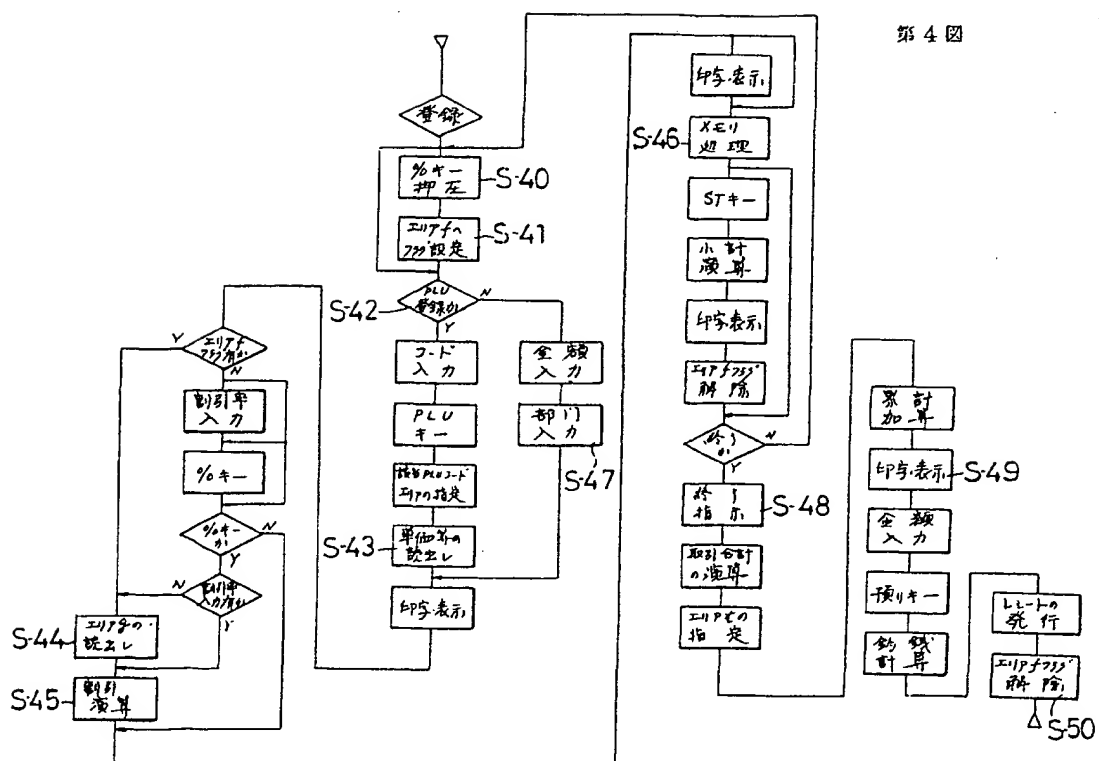 第4図
登録
%キー
押圧
S-40
エリアfへ
フラグ設定
S-41
PLU
登録か
S-42
N
Y
コード
入力
PLU
キー
該当PLUコード
エリアの指定
単価等の
読出し
S-43
印字・表示
金額
入力
部門
入力
S-47
エリアf
フラグ有か
Y
N
割引率
入力
%キー
%キー
か
N
Y
割引率
入力有か
N
Y
エリアgの
読出し
S-44
割引
演算
S-45
印字・表示
メモリ
処理
S-46
STキー
小計
演算
印字・表示
エリアfフラグ
解除
終了
か
N
Y
終了
指示
S-48
取引合計
の演算
エリアtの
指定
累計
加算
印字・表示
S-49
金額
入力
預りキー
釣銭
計算
レシートの
発行
エリアfフラグ
解除
S-50